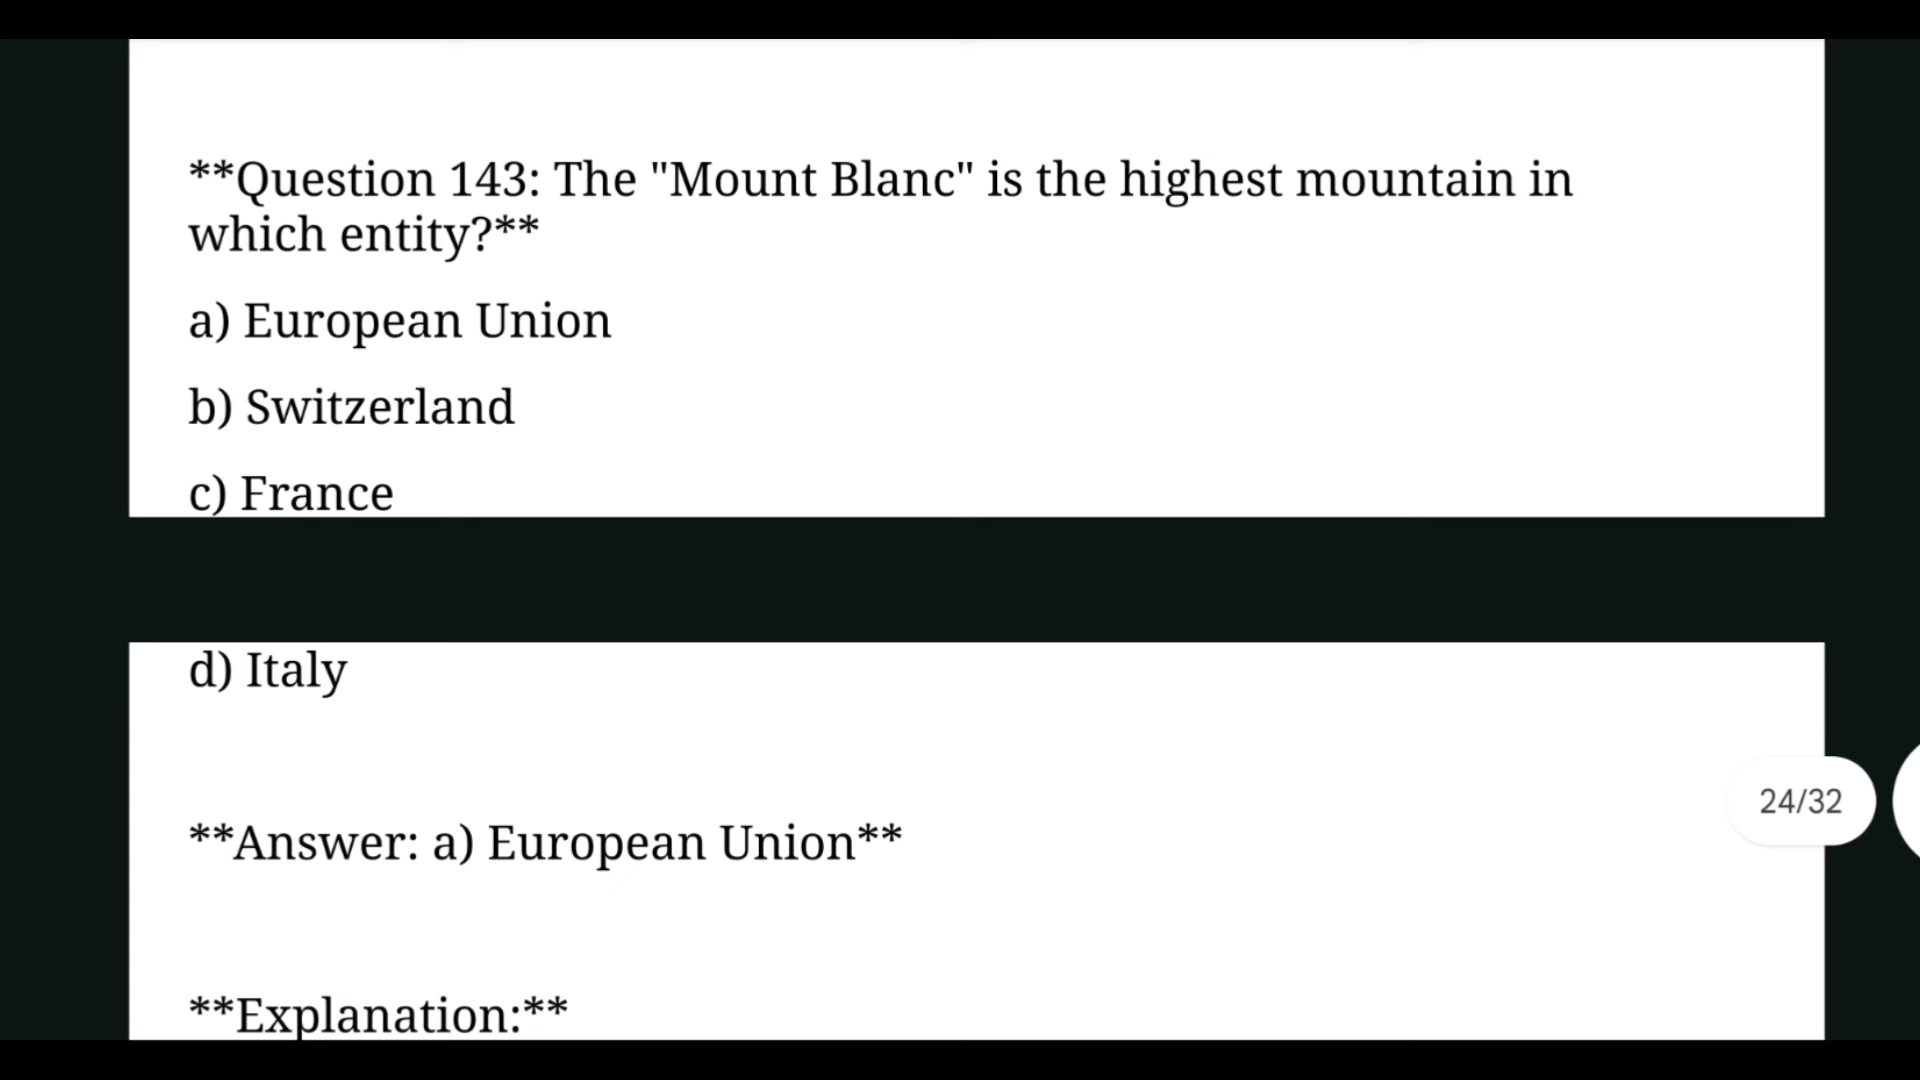 **Question 143: The "Mount Blanc" is the highest mountain in
which entity?**
a) European Union
b) Switzerland
c) France
d) Italy
24/32
**Answer: a) European Union**
**Explanation:**